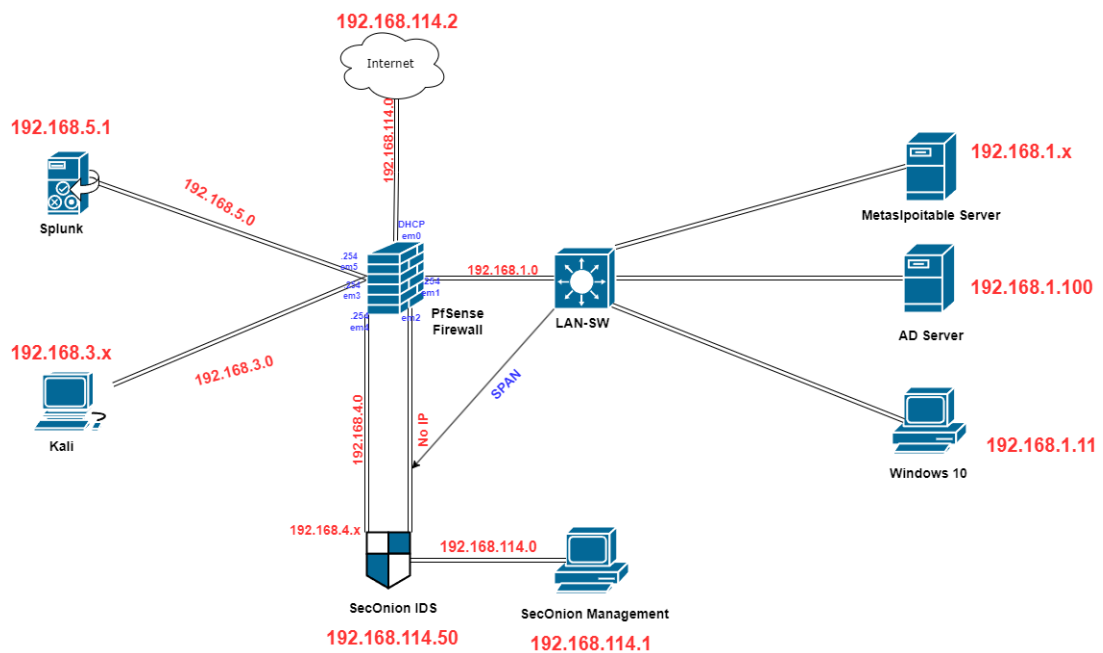 192.168.114.2
Internet
192.168.114.0
192.168.5.1
Splunk
192.168.5.0
DHCP
em0
.254
em5
.254
em3
.254
em4
.254
em1
em2
PfSense
Firewall
192.168.1.0
LAN-SW
192.168.1.x
Metaslpoitable Server
192.168.1.100
AD Server
192.168.1.11
Windows 10
192.168.3.x
192.168.3.0
Kali
SPAN
192.168.4.0
No IP
192.168.4.x
SecOnion IDS
192.168.114.50
192.168.114.0
SecOnion Management
192.168.114.1